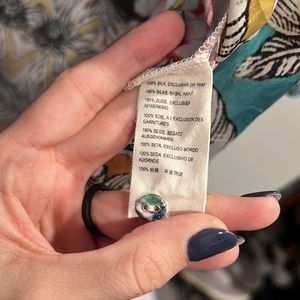 100% SILK, EXCLUSIVE OF TRIM
100% SILKE, EKSKL. KANT
100% ZIJDE, EXCLUSIEF
AFWERKING
100% SOIE, A L'EXCLUSION DES
GARNITURES
100% SEIDE, BESATZ
AUSGENOMMEN
100% SETA, ESCLUSO BORDO
100% SEDA, EXCLUSIVO DE
ADORNOS
100%